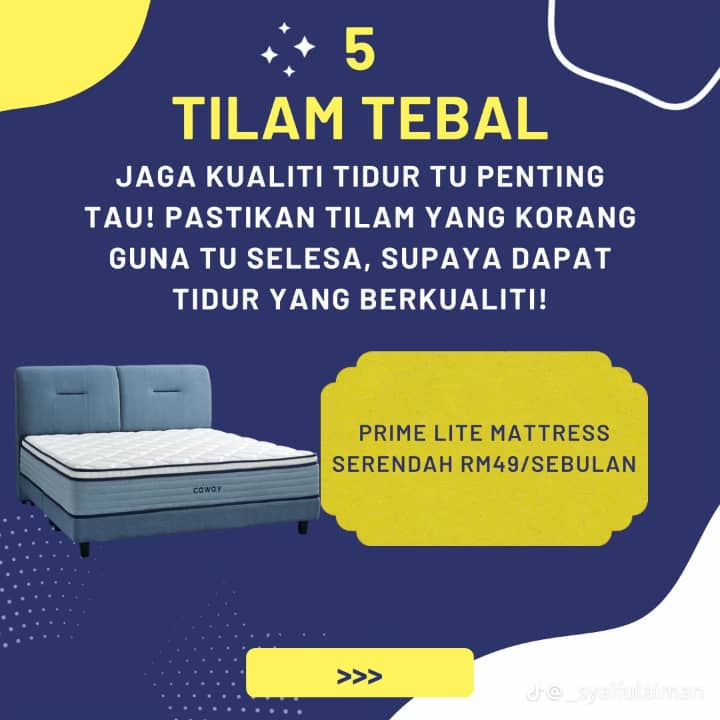 5
TILAM TEBAL
JAGA KUALITI TIDUR TU PENTING
TAU! PASTIKAN TILAM YANG KORANG
GUNA TU SELESA, SUPAYA DAPAT
TIDUR YANG BERKUALITI!
PRIME LITE MATTRESS
SERENDAH RM49/SEBULAN
COWAY
>>>
@_syaifulaiman